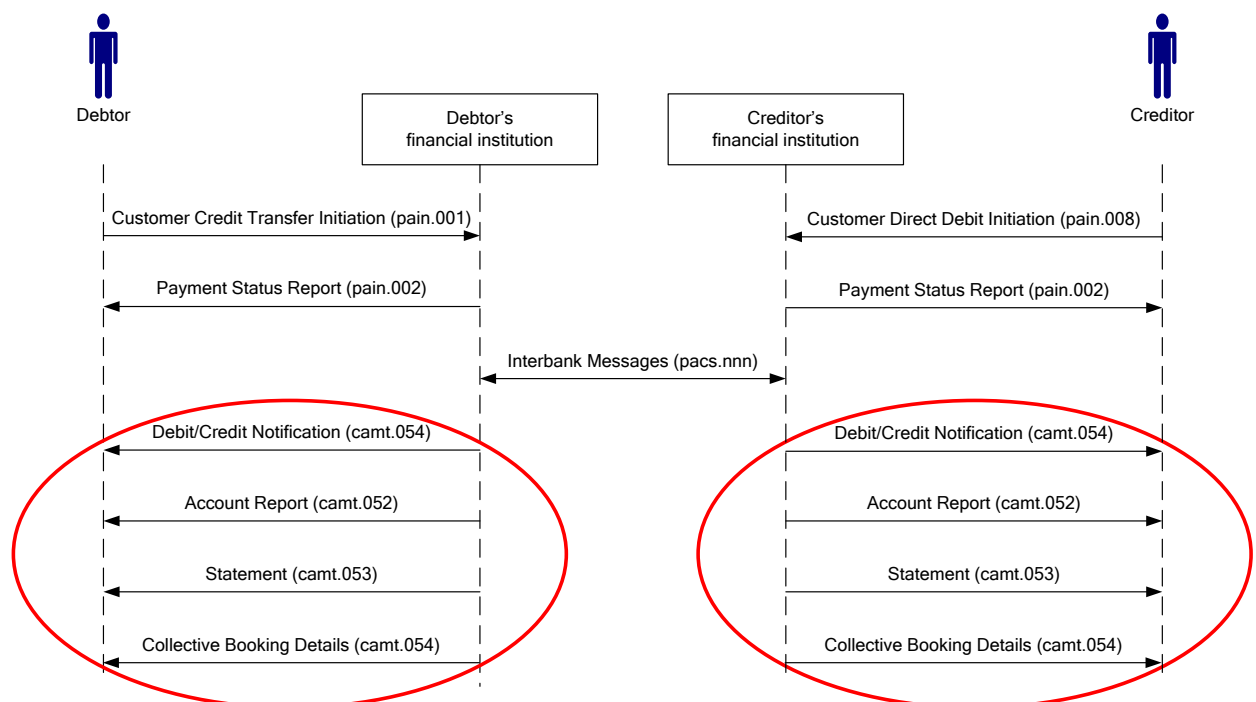 Debtor
Debtor's
financial institution
Creditor's
financial institution
Creditor
Customer Credit Transfer Initiation (pain.001)
Customer Direct Debit Initiation (pain.008)
Payment Status Report (pain.002)
Payment Status Report (pain.002)
Interbank Messages (pacs.nnn)
Debit/Credit Notification (camt.054)
Debit/Credit Notification (camt.054)
Account Report (camt.052)
Account Report (camt.052)
Statement (camt.053)
Statement (camt.053)
Collective Booking Details (camt.054)
Collective Booking Details (camt.054)